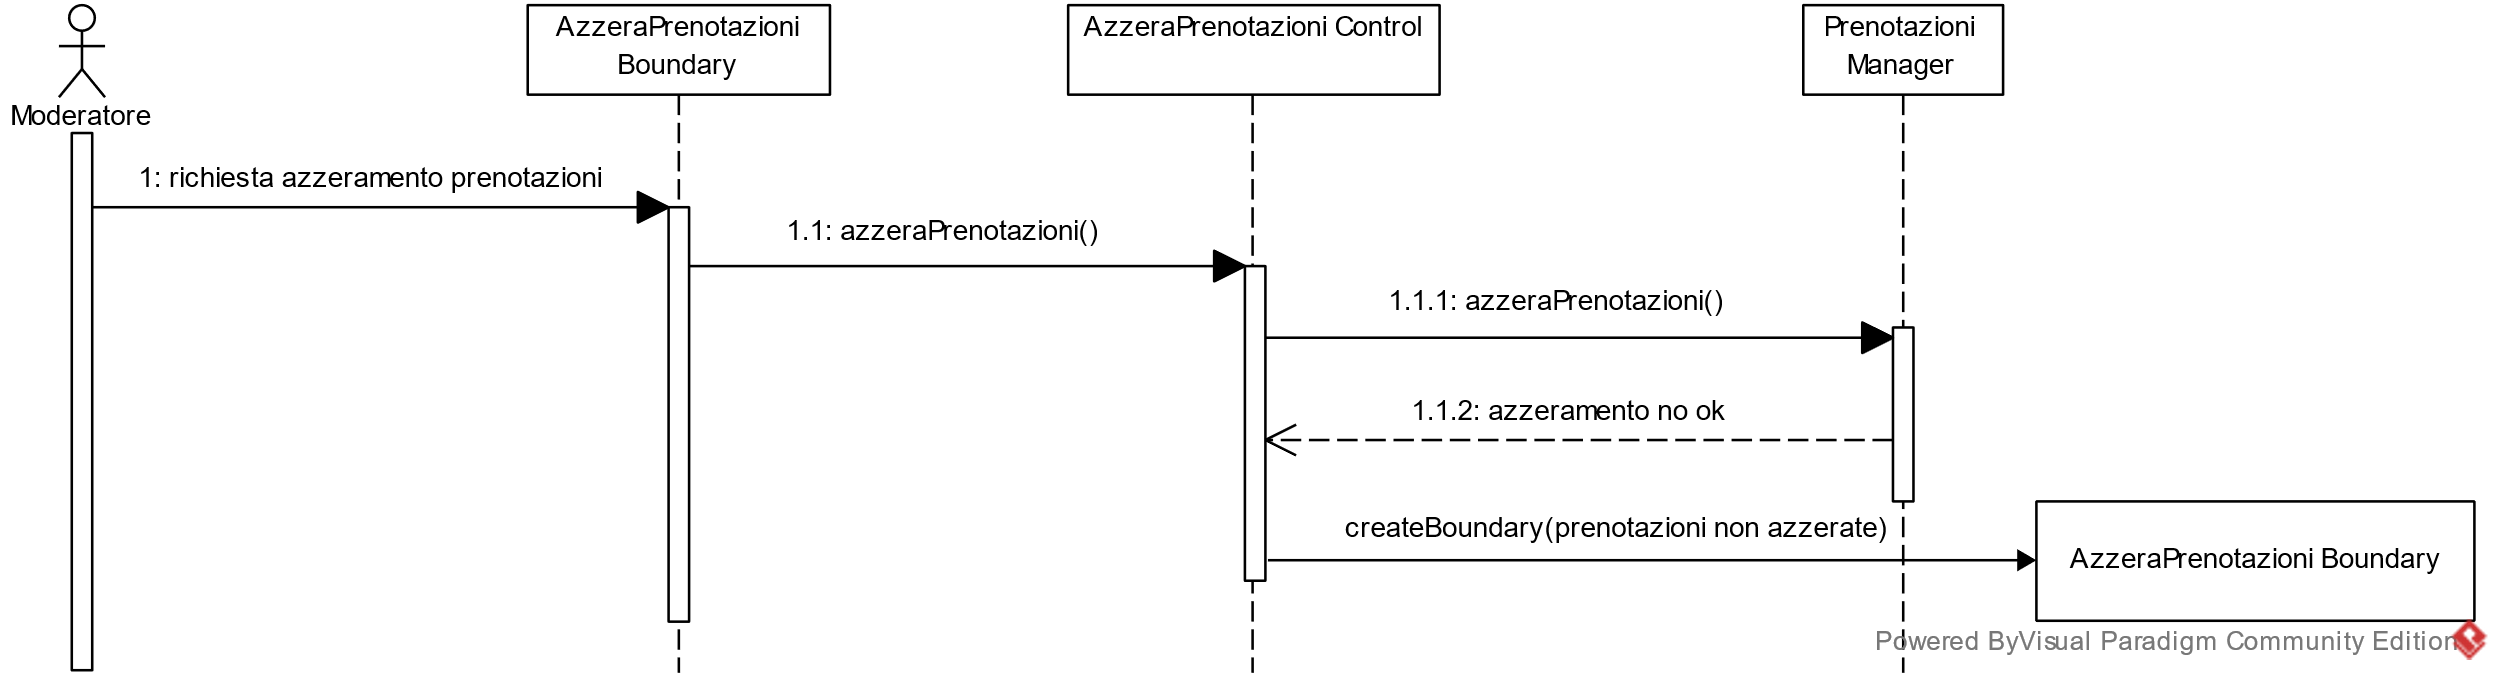 AzzeraPrenotazioni
Boundary
AzzeraPrenotazioni Control
Prenotazioni
Manager
Moderatore
1: richiesta azzeramento prenotazioni
1.1: azzeraPrenotazioni()
1.1.1: azzeraPrenotazioni()
1.1.2: azzeramento no ok
createBoundary(prenotazioni non azzerate)
AzzeraPrenotazioni Boundary
Powered ByVisual Paradigm Community Edition